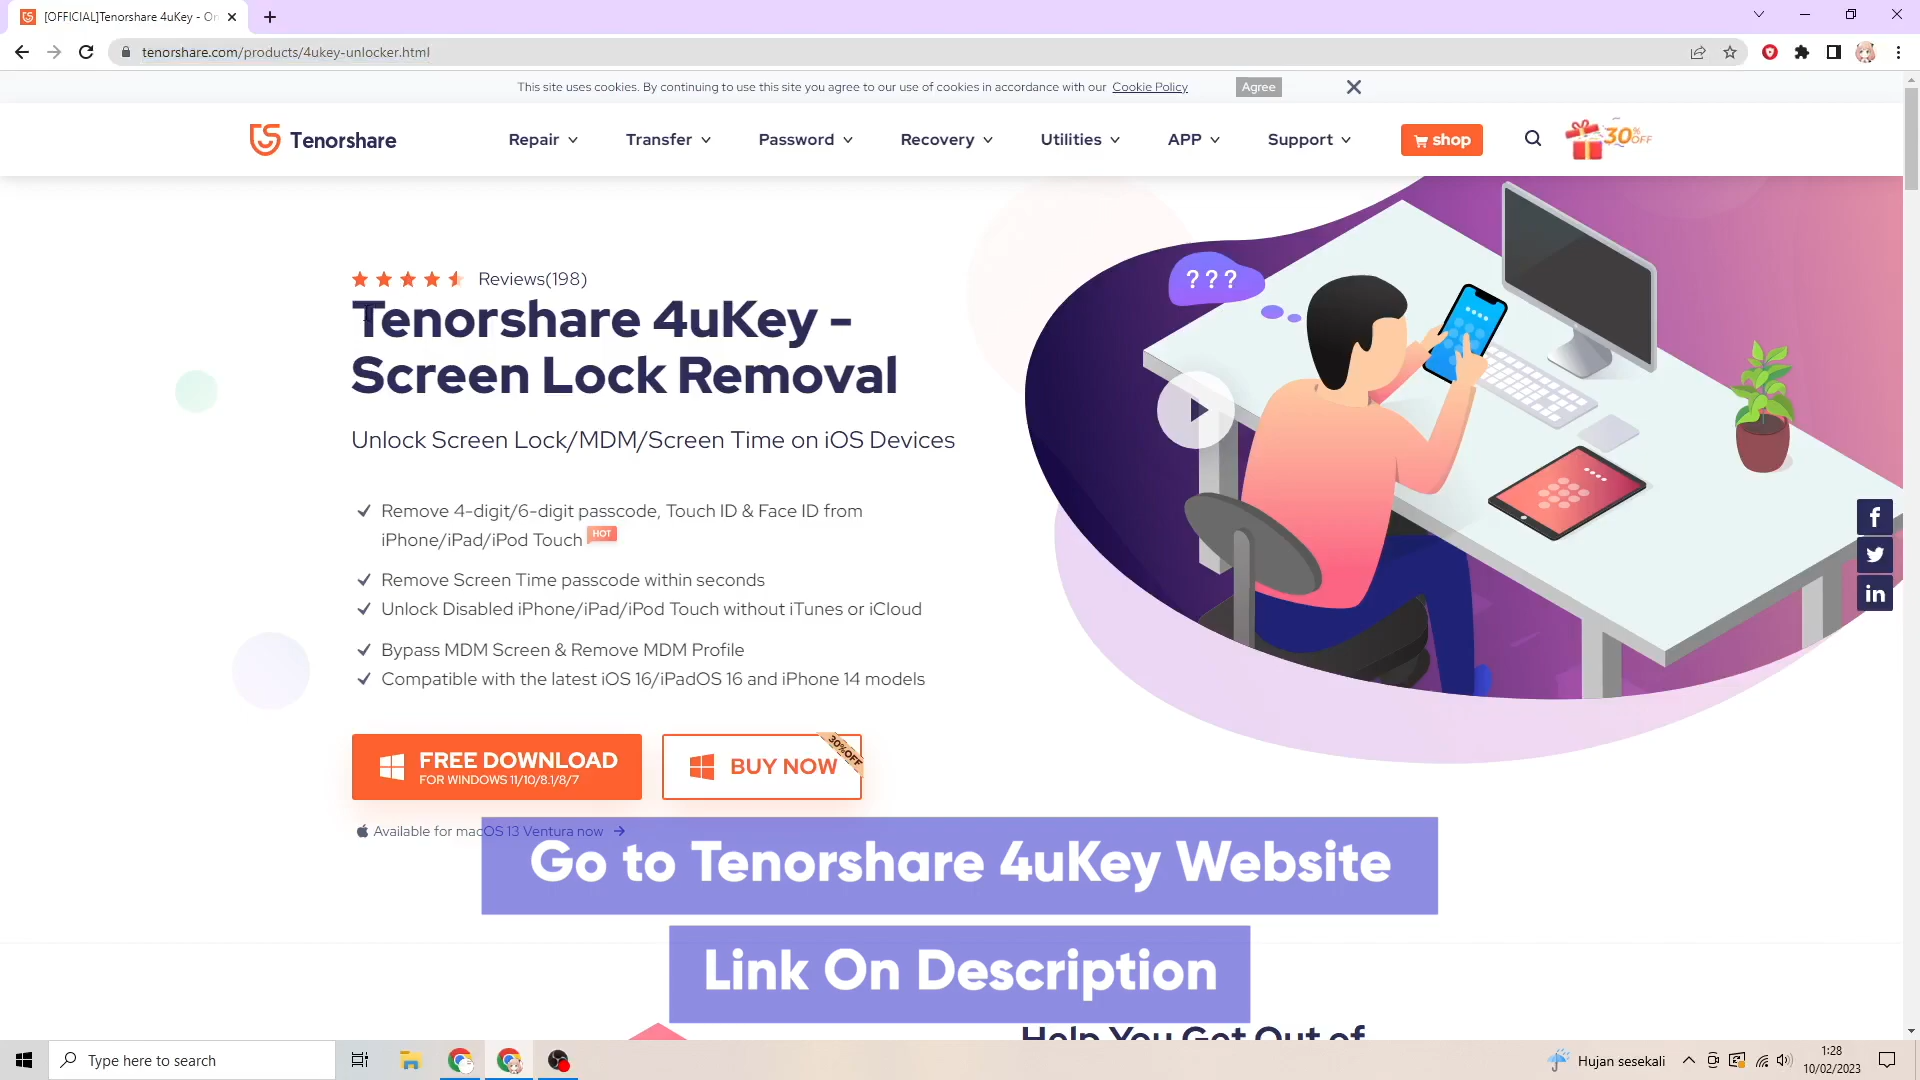 [OFFICIAL]Tenorshare 4uKey - On
tenorshare.com/products/4ukey-unlocker.html
This site uses cookies. By continuing to use this site you agree to our use of cookies in accordance with our Cookie Policy
Agree
Tenorshare
Repair
Transfer
Password
Recovery
Utilities
APP
Support
shop
30% OFF
Reviews(198)
Tenorshare 4uKey -
Screen Lock Removal
Unlock Screen Lock/MDM/Screen Time on iOS Devices
Remove 4-digit/6-digit passcode, Touch ID & Face ID from
iPhone/iPad/iPod Touch HOT
Remove Screen Time passcode within seconds
Unlock Disabled iPhone/iPad/iPod Touch without iTunes or iCloud
Bypass MDM Screen & Remove MDM Profile
Compatible with the latest iOS 16/iPadOS 16 and iPhone 14 models
???
FREE DOWNLOAD
FOR WINDOWS 11/10/8.1/8/7
BUY NOW
30%OFF
Available for macOS 13 Ventura now
Go to Tenorshare 4uKey Website
Link On Description
Help You Get Out of
Type here to search
Hujan sesekali
1:28
10/02/2023